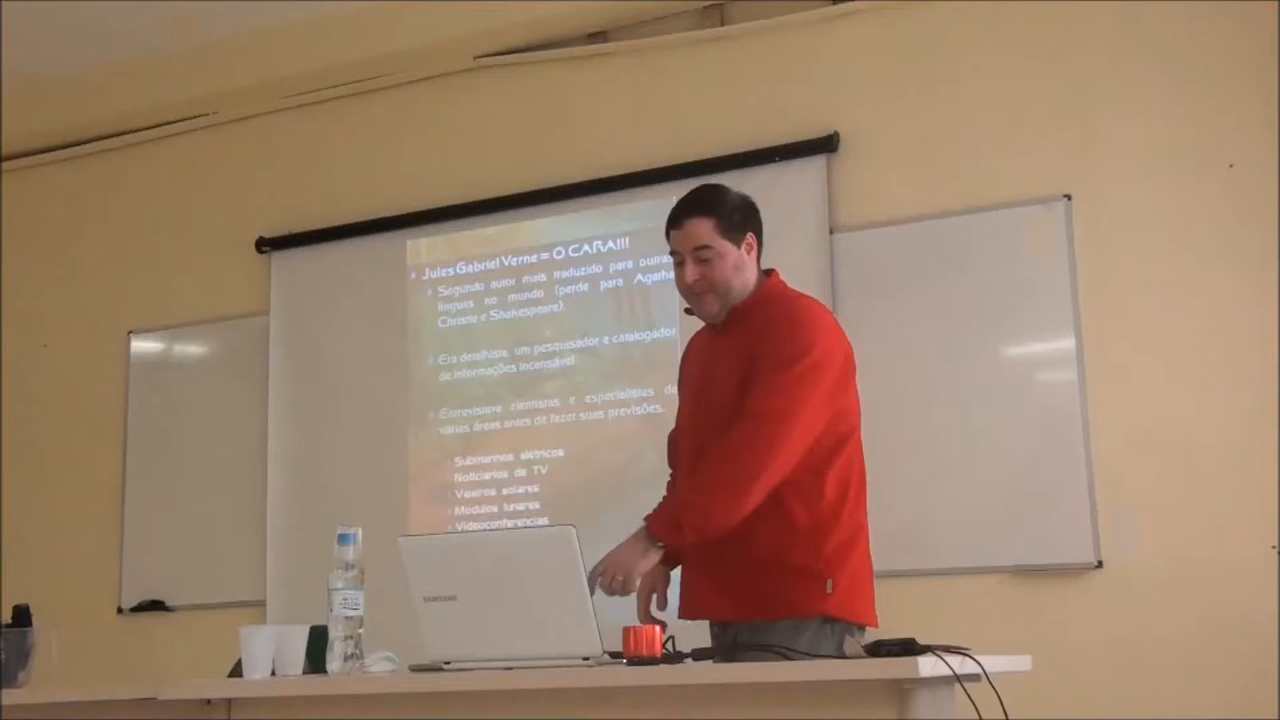 Jules Gabriel Verne = O CARA!!!
Segundo autor mais traduzido para outras
línguas no mundo (perde para Agatha
Christie e Shakespeare).
Era detalhista, um pesquisador e catalogador
de informações incansável
Entrevistava cientistas e especialistas de
várias áreas antes de fazer suas previsões.
Submarinos elétricos
Noticiários de TV
Veleiros solares
Módulos lunares
Videoconferências
SAMSUNG